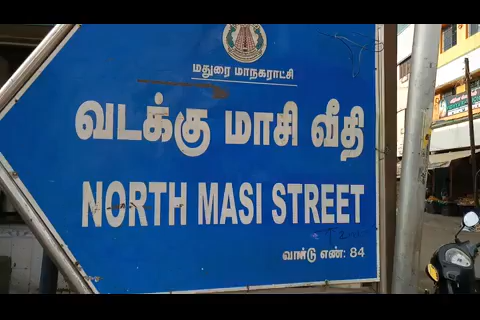 மதுரை மாநகராட்சி
வடக்கு மாசி வீதி
NORTH MASI STREET
வார்டு எண்: 84